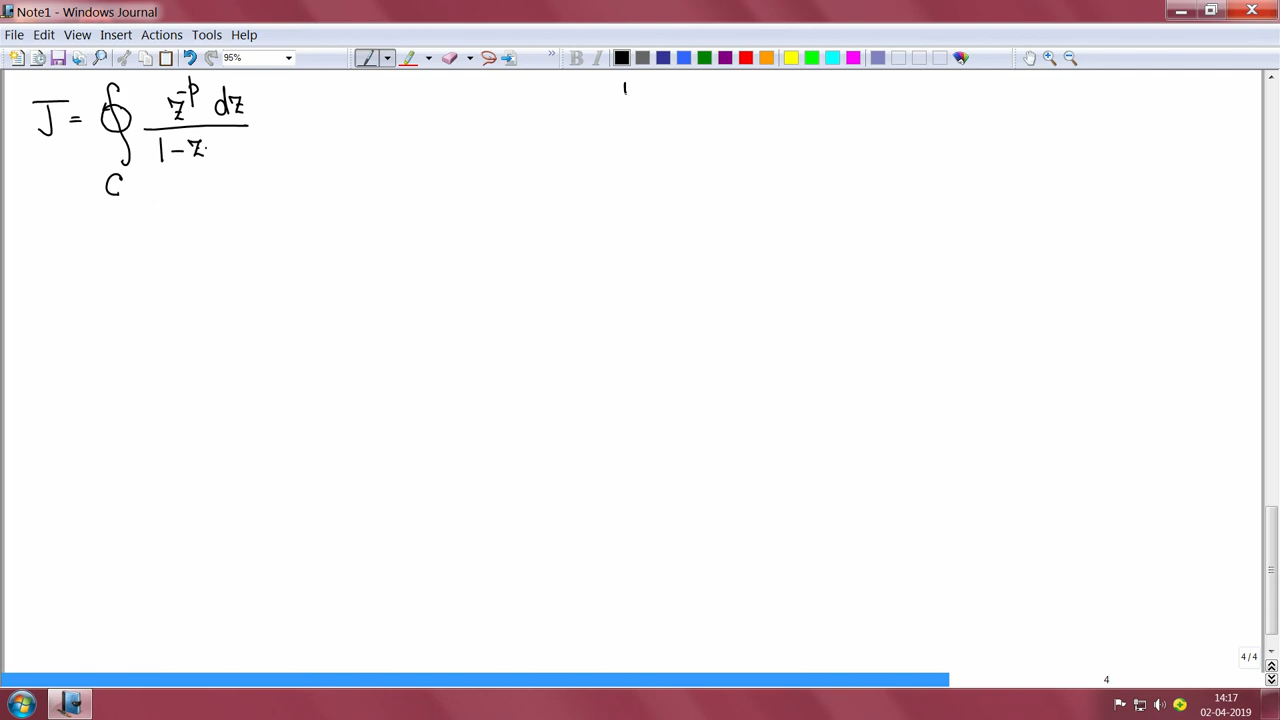 Note1 - Windows Journal
File Edit View Insert Actions Tools Help
95%
J = ∮_C z^{-p} dz / (1-z)
4 / 4
4
14:17
02-04-2019